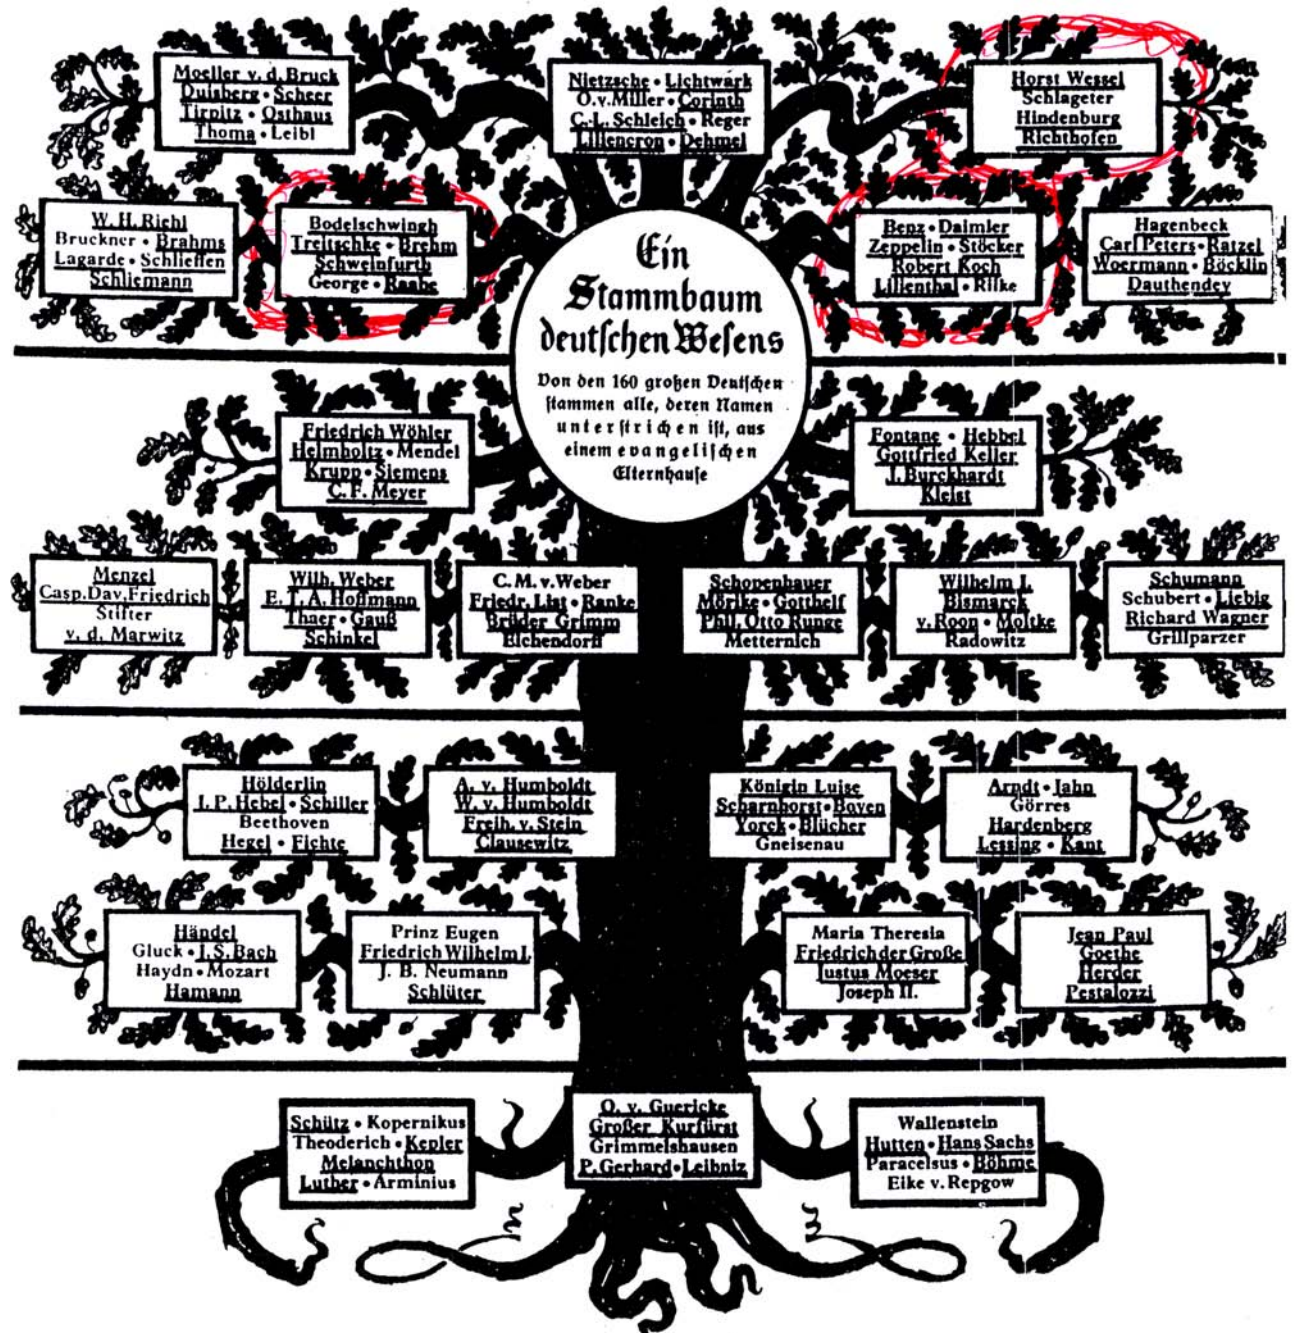 Moeller v. d. Bruck
Duisberg • Scheer
Tirpitz • Osthaus
Thoma • Leibl
Nietzsche • Lichtwark
O. v. Miller • Corinth
C. L. Schleich • Reger
Liliencron • Dehmel
Horst Wessel
Schlageter
Hindenburg
Richthofen
W. H. Riehl
Bruckner • Brahms
Lagarde • Schlieffen
Schliemann
Bodelschwingh
Treitschke • Brehm
Schweinfurth
George • Raabe
Ein
Stammbaum
deutschen Wesens
Von den 160 großen Deutschen
stammen alle, deren Namen
unterstrichen ist, aus
einem evangelischen
Elternhause
Benz • Daimler
Zeppelin • Stöcker
Robert Koch
Lilienthal • Rilke
Hagenbeck
Carl Peters • Ratzel
Woermann • Böcklin
Dauthendey
Friedrich Wöhler
Helmholtz • Mendel
Krupp • Siemens
C. F. Meyer
Fontane • Hebbel
Gottfried Keller
J. Burckhardt
Kleist
Menzel
Casp. Dav. Friedrich
Stifter
v. d. Marwitz
Wilh. Weber
E. T. A. Hoffmann
Thaer • Gauß
Schinkel
C. M. v. Weber
Friedr. List • Ranke
Brüder Grimm
Eichendorff
Schopenhauer
Mörike • Gotthelf
Phil. Otto Runge
Metternich
Wilhelm I.
Bismarck
v. Roon • Moltke
Radowitz
Schumann
Schubert • Liebig
Richard Wagner
Grillparzer
Hölderlin
J. P. Hebel • Schiller
Beethoven
Hegel • Fichte
A. v. Humboldt
W. v. Humboldt
Freih. v. Stein
Clausewitz
Königin Luise
Scharnhorst • Boyen
Yorck • Blücher
Gneisenau
Arndt • Jahn
Görres
Hardenberg
Lessing • Kant
Händel
Gluck • J. S. Bach
Haydn • Mozart
Hamann
Prinz Eugen
Friedrich Wilhelm I.
J. B. Neumann
Schlüter
Maria Theresia
Friedrich der Große
Justus Moeser
Joseph II.
Jean Paul
Goethe
Herder
Pestalozzi
Schütz • Kopernikus
Theoderich • Kepler
Melanchthon
Luther • Arminius
O. v. Guericke
Großer Kurfürst
Grimmelshausen
P. Gerhard • Leibniz
Wallenstein
Hutten • Hans Sachs
Paracelsus • Böhme
Eike v. Repgow